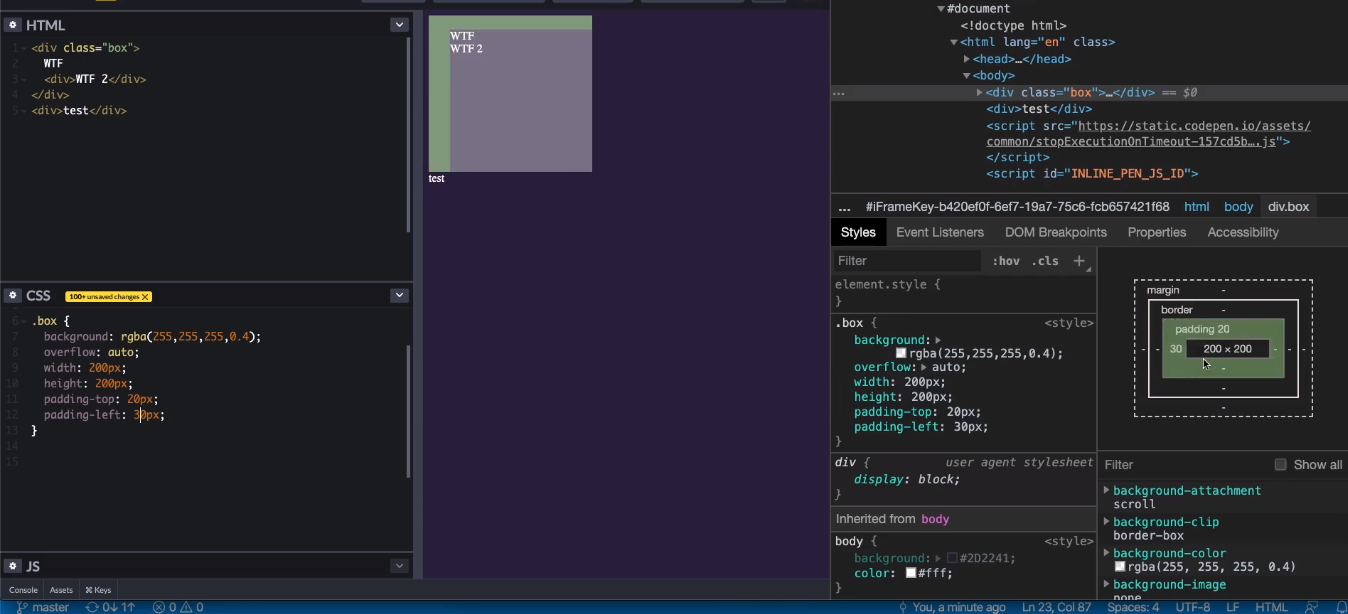 HTML
1 <div class="box">
2 WTF
3 <div>WTF 2</div>
4 </div>
5 <div>test</div>
CSS 100+ unsaved changes X
6 .box {
7 background: rgba(255,255,255,0.4);
8 overflow: auto;
9 width: 200px;
10 height: 200px;
11 padding-top: 20px;
12 padding-left: 30px;
13 }
14
15
JS
Console Assets ⌘ Keys
WTF
WTF 2
test
▼#document
<!doctype html>
▼<html lang="en" class>
▶<head>…</head>
▼<body>
… ▶<div class="box">…</div> == $0
<div>test</div>
<script src="https://static.codepen.io/assets/
common/stopExecutionOnTimeout-157cd5b….js">
</script>
<script id="INLINE_PEN_JS_ID">
... #iFrameKey-b420ef0f-6ef7-19a7-75c6-fcb657421f68 html body div.box
Styles Event Listeners DOM Breakpoints Properties Accessibility
Filter :hov .cls +
element.style {
}
.box { <style>
background: ▶
rgba(255,255,255,0.4);
overflow: ▶ auto;
width: 200px;
height: 200px;
padding-top: 20px;
padding-left: 30px;
}
div { user agent stylesheet
display: block;
}
Inherited from body
body { <style>
background: ▶ #2D2241;
color: #fff;
}
margin -
border -
padding 20
- - 30 200 × 200 - - -
-
-
-
Filter Show all
▶ background-attachment
scroll
▶ background-clip
border-box
▶ background-color
rgba(255, 255, 255, 0.4)
▶ background-image
none
master 0↓ 1↑ 0 0 You, a minute ago Ln 23, Col 87 Spaces: 4 UTF-8 LF HTML